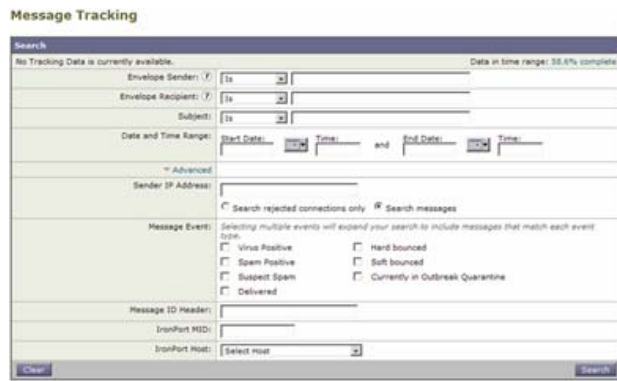 Message Tracking
Search
No Tracking Data is currently available. Data in time range: 58.6% complete
Envelope Sender: (?) Is
Envelope Recipient: (?) Is
Subject: Is
Date and Time Range: Start Date: Time: and End Date: Time:
Advanced
Sender IP Address:
Search rejected connections only Search messages
Message Event: Selecting multiple events will expand your search to include messages that match each event type.
Virus Positive Hard bounced
Spam Positive Soft bounced
Suspect Spam Currently in Outbreak Quarantine
Delivered
Message ID Header:
IronPort MID:
IronPort Host: Select Host
Clear Search